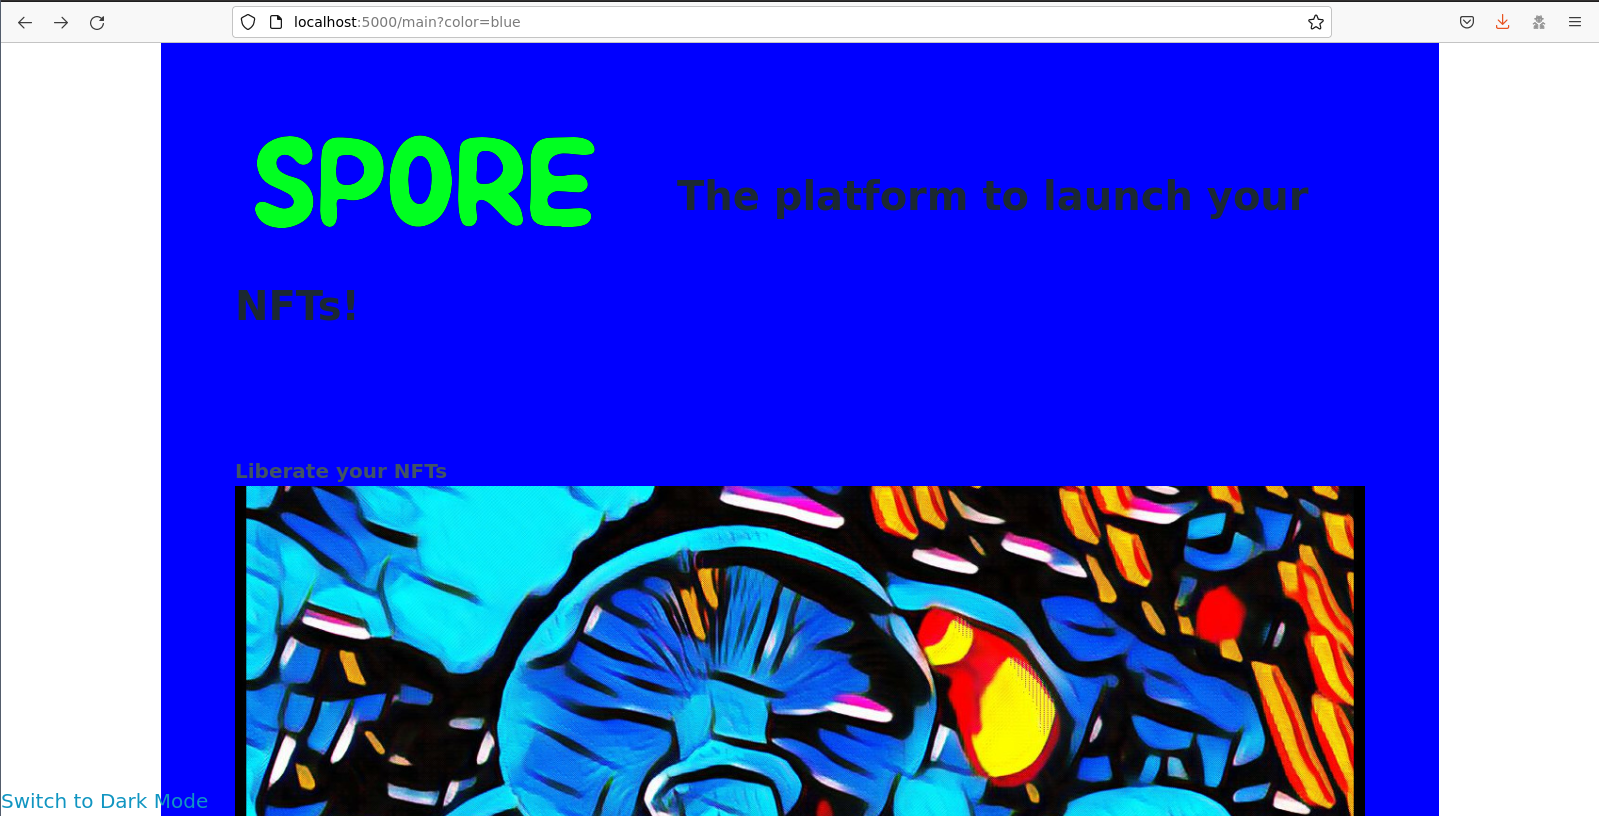 localhost:5000/main?color=blue
SPORE
The platform to launch your
NFTs!
Liberate your NFTs
Switch to Dark Mode